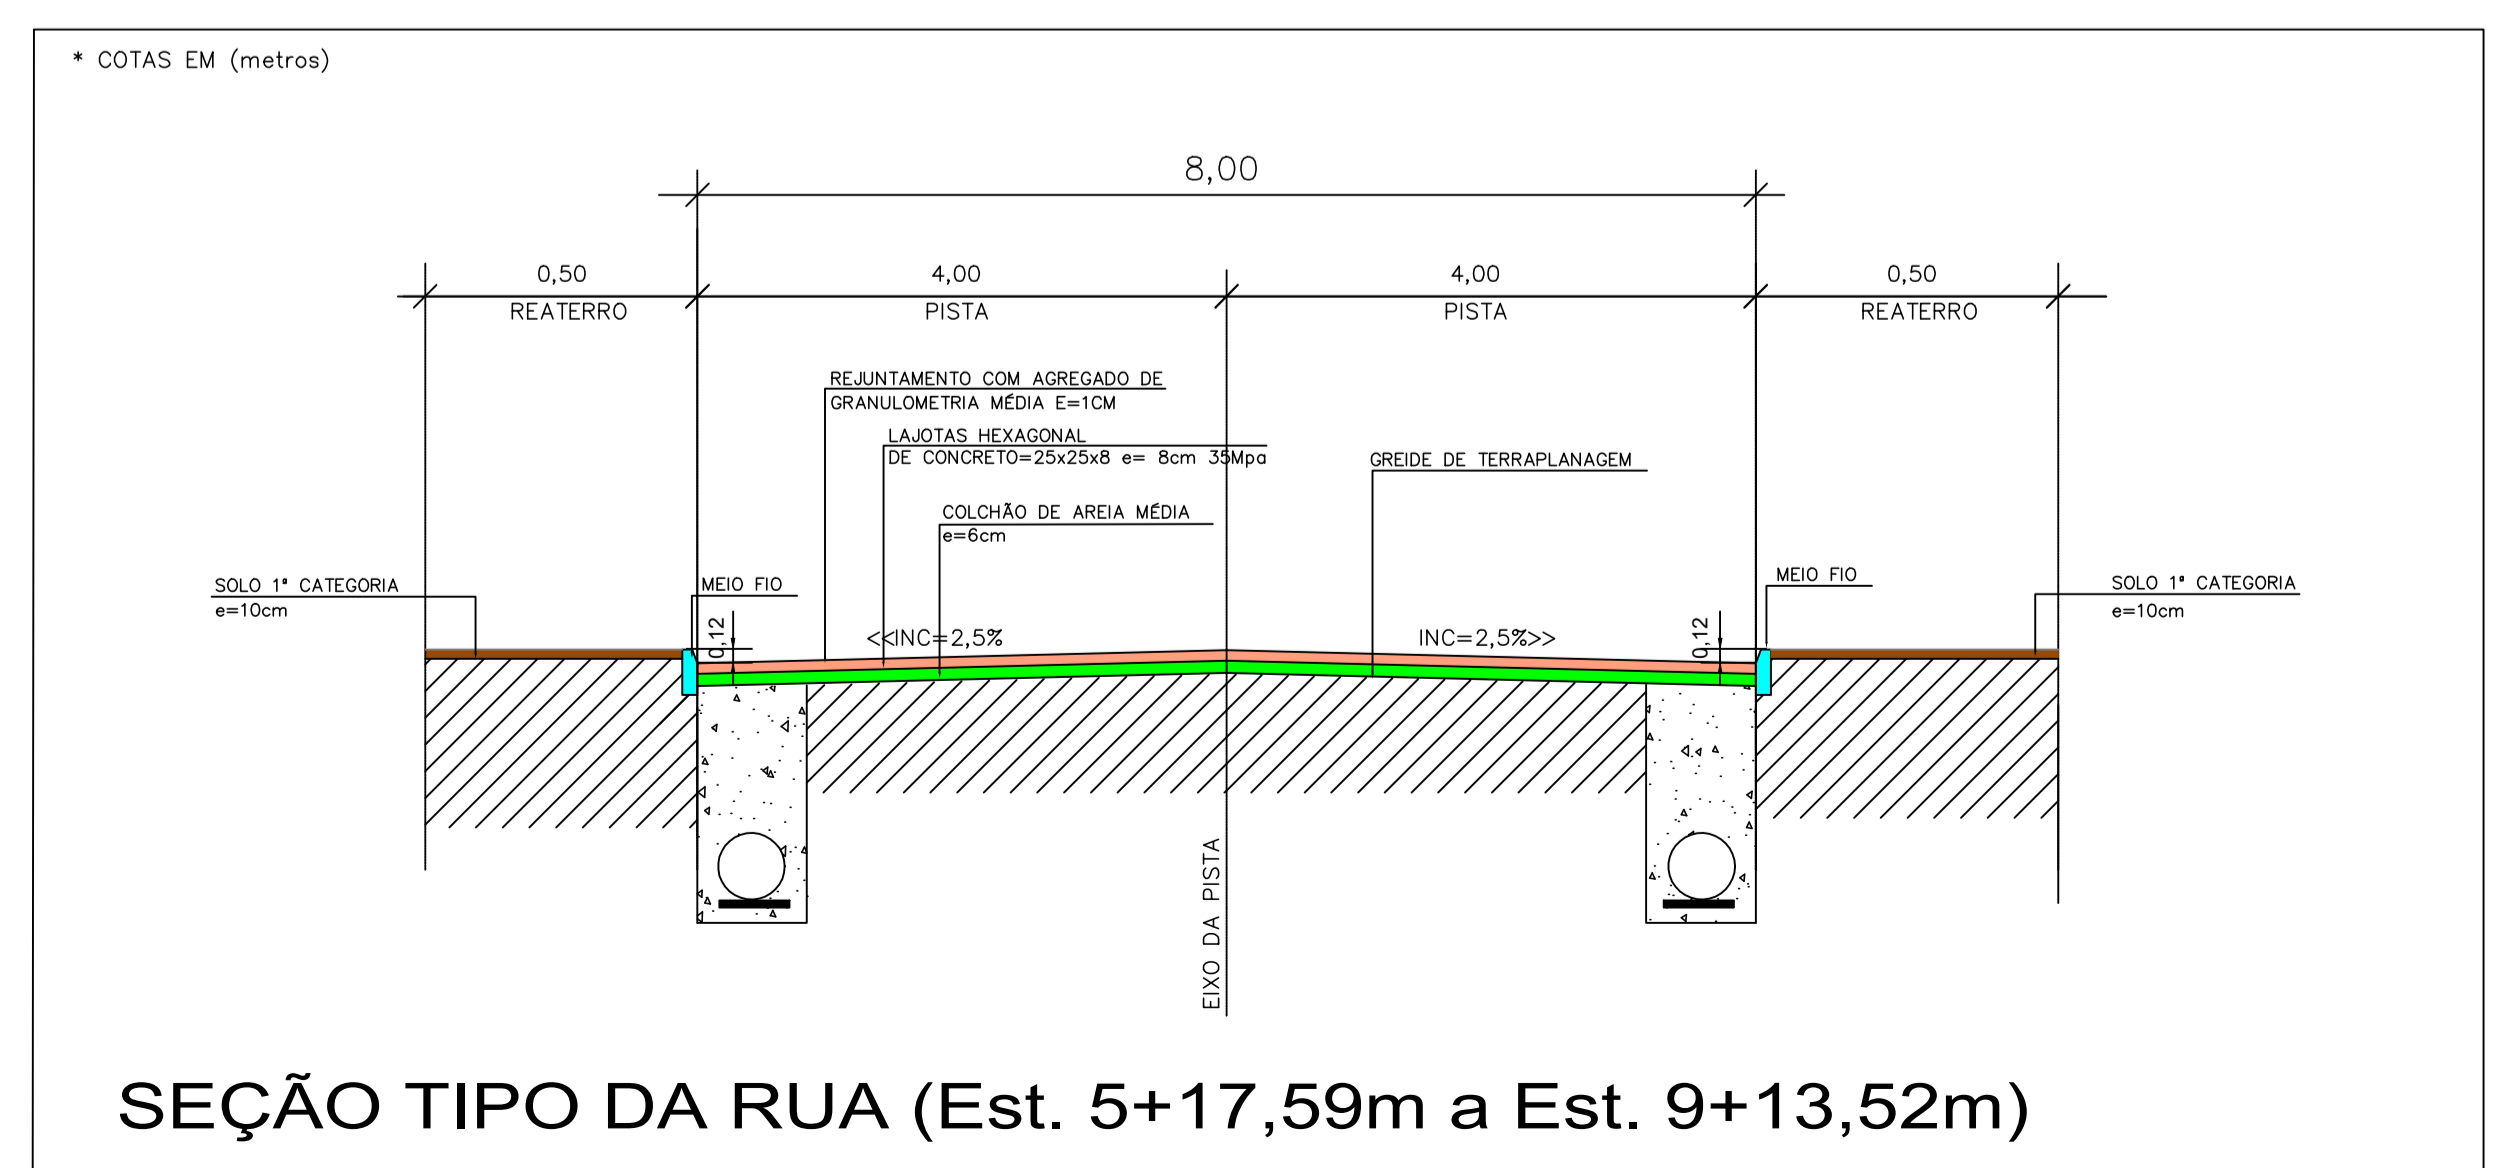 * COTAS EM (metros)
8,00
0,50
4,00
4,00
0,50
REATERRO
PISTA
PISTA
REATERRO
REJUNTAMENTO COM AGREGADO DE
GRANULOMETRIA MÉDIA E=1CM
LAJOTAS HEXAGONAL
DE CONCRETO=25x25x8 e= 8cm 35Mpa
GREIDE DE TERRAPLANAGEM
COLCHÃO DE AREIA MÉDIA
e=6cm
SOLO 1ª CATEGORIA
e=10cm
MEIO FIO
MEIO FIO
SOLO 1ª CATEGORIA
e=10cm
0,12
<<INC=2,5%
INC=2,5%>>
0,12
EIXO DA PISTA
SEÇÃO TIPO DA RUA (Est. 5+17,59m a Est. 9+13,52m)